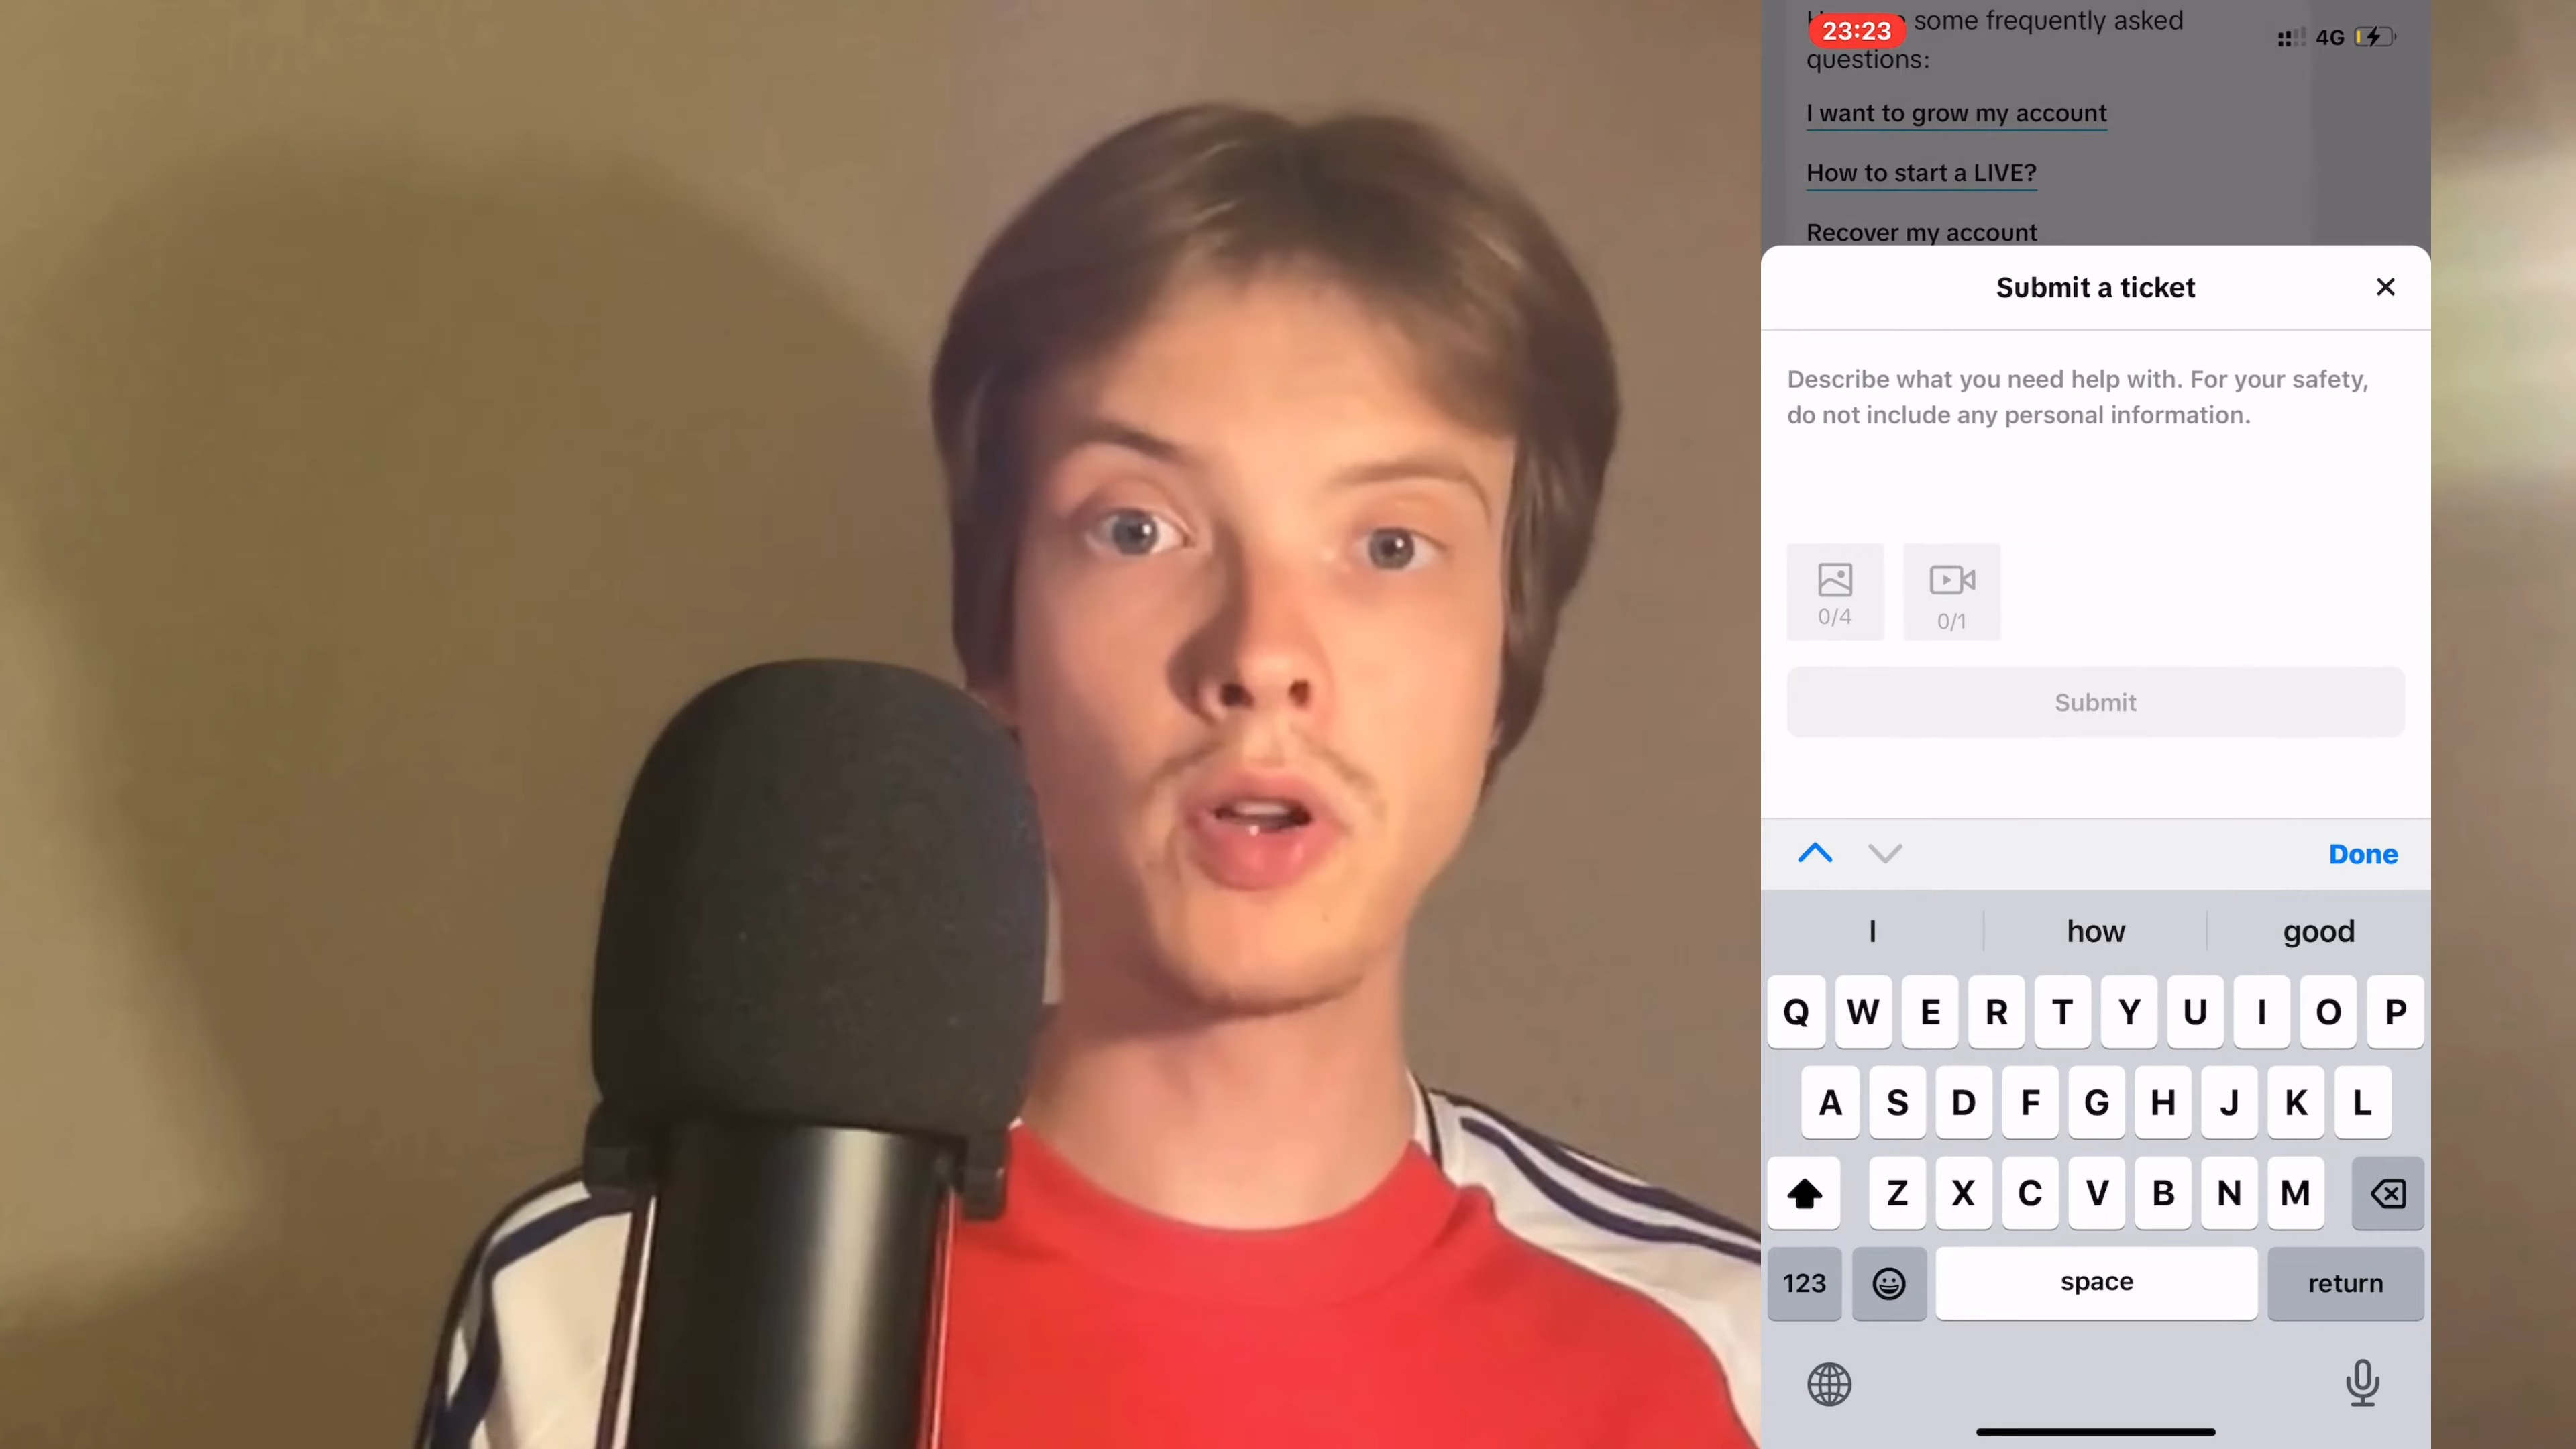 23:23
some frequently asked
questions:
4G
I want to grow my account
How to start a LIVE?
Recover my account
Submit a ticket
Describe what you need help with. For your safety,
do not include any personal information.
0/4
0/1
Submit
Done
I how good
Q W E R T Y U I O P
A S D F G H J K L
Z X C V B N M
123 space return